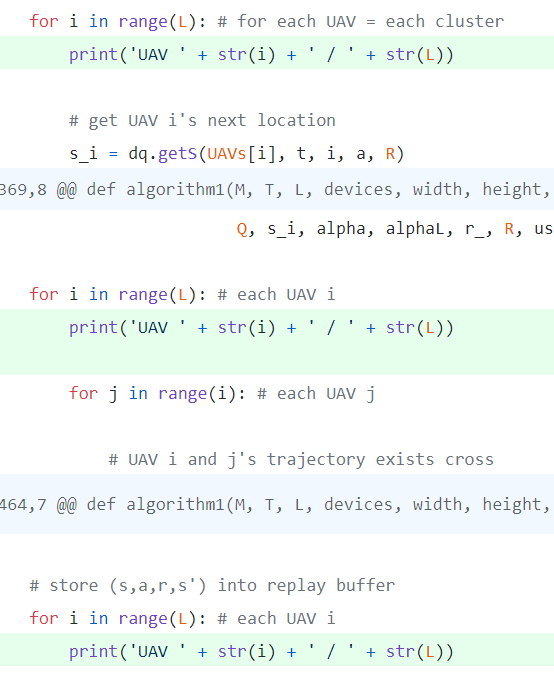 for i in range(L): # for each UAV = each cluster
print('UAV ' + str(i) + ' / ' + str(L))
# get UAV i's next location
s_i = dq.getS(UAVs[i], t, i, a, R)
369,8 @@ def algorithm1(M, T, L, devices, width, height,
Q, s_i, alpha, alphaL, r_, R, us
for i in range(L): # each UAV i
print('UAV ' + str(i) + ' / ' + str(L))
for j in range(i): # each UAV j
# UAV i and j's trajectory exists cross
464,7 @@ def algorithm1(M, T, L, devices, width, height,
# store (s,a,r,s') into replay buffer
for i in range(L): # each UAV i
print('UAV ' + str(i) + ' / ' + str(L))